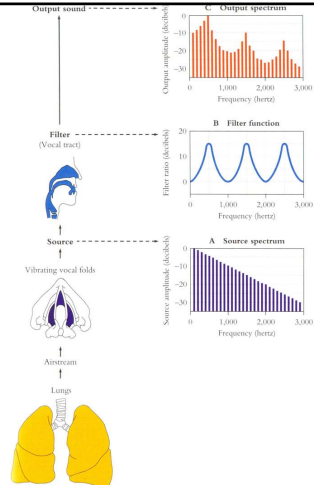 Output sound
C Output spectrum
Output amplitude (decibels)
0
−10
−20
−30
0
1,000
2,000
3,000
Frequency (hertz)
Filter
(Vocal tract)
B Filter function
Filter ratio (decibels)
20
10
0
0
1,000
2,000
3,000
Frequency (hertz)
Source
A Source spectrum
Source amplitude (decibels)
0
−10
−20
−30
0
1,000
2,000
3,000
Frequency (hertz)
Vibrating vocal folds
Airstream
Lungs